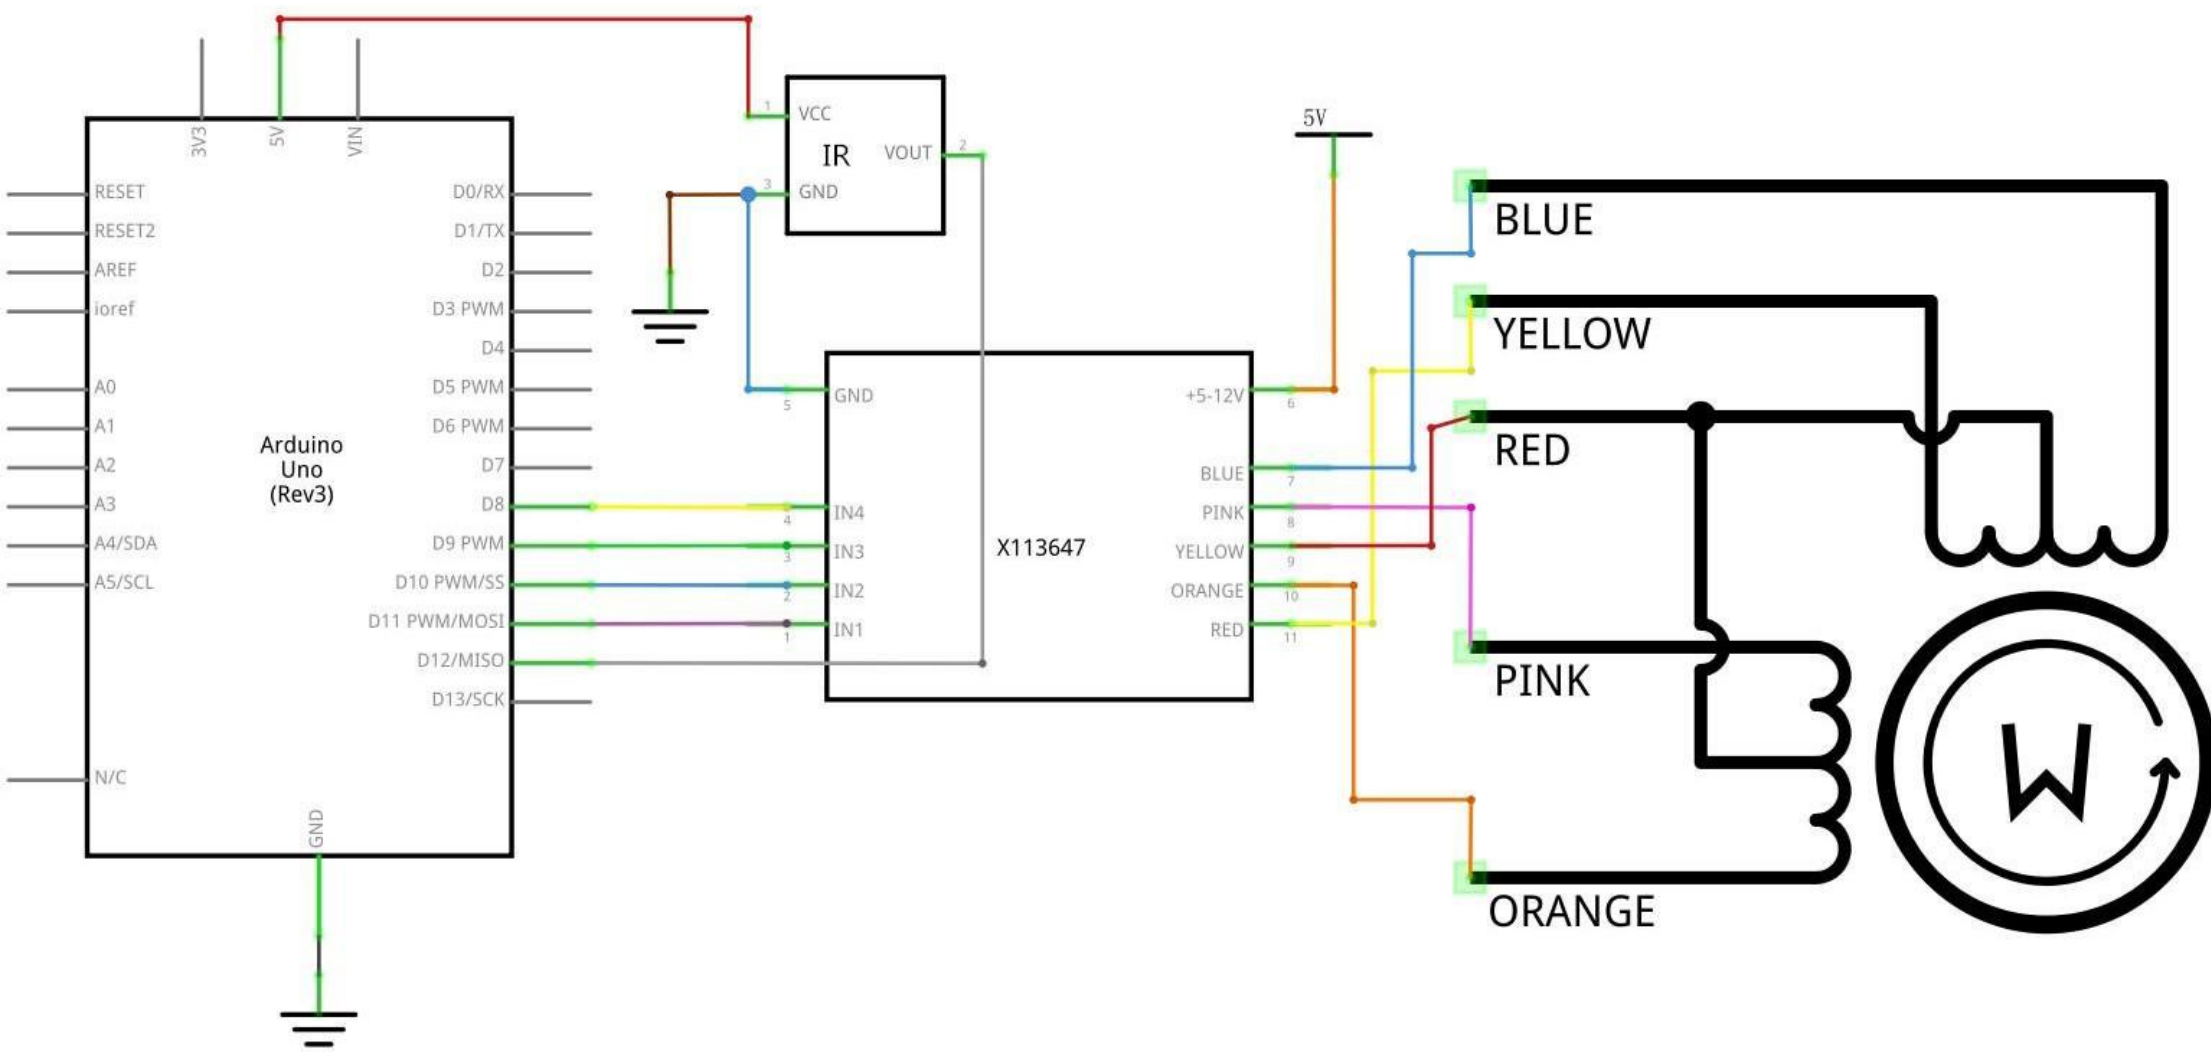 3V3
5V
VIN
RESET
RESET2
AREF
ioref
A0
A1
A2
A3
A4/SDA
A5/SCL
N/C
Arduino
Uno
(Rev3)
D0/RX
D1/TX
D2
D3 PWM
D4
D5 PWM
D6 PWM
D7
D8
D9 PWM
D10 PWM/SS
D11 PWM/MOSI
D12/MISO
D13/SCK
GND
1 VCC
IR
VOUT 2
3 GND
5 GND
4 IN4
3 IN3
2 IN2
1 IN1
X113647
5V
+5-12V 6
BLUE 7
PINK 8
YELLOW 9
ORANGE 10
RED 11
BLUE
YELLOW
RED
PINK
ORANGE
M